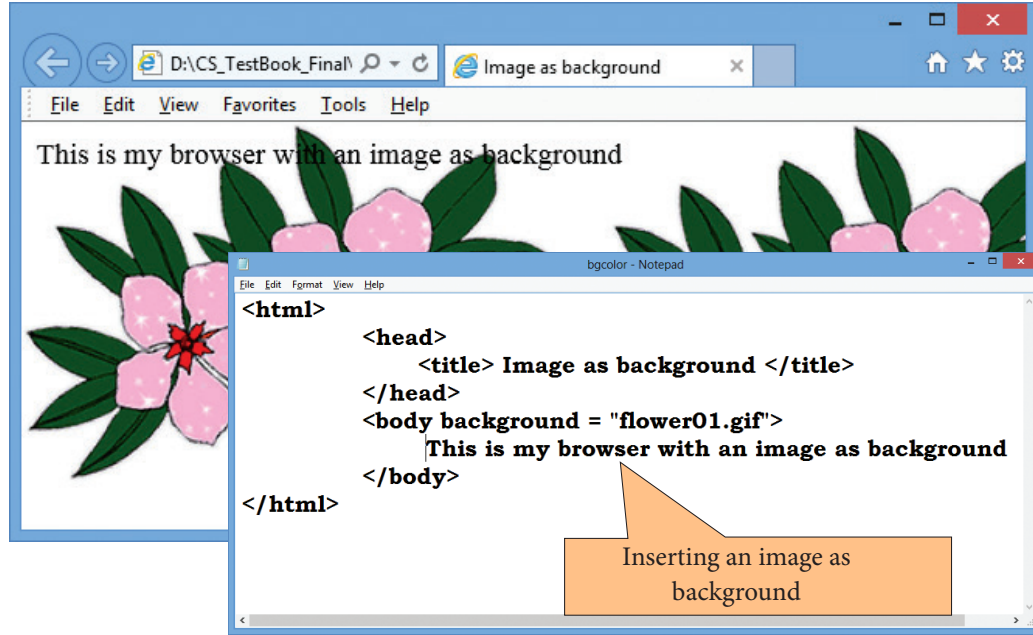 D:\CS_TestBook_Final\
Image as background
File Edit View Favorites Tools Help
This is my browser with an image as background
bgcolor - Notepad
File Edit Format View Help
<html>
<head>
<title> Image as background </title>
</head>
<body background = "flower01.gif">
This is my browser with an image as background
</body>
</html>
Inserting an image as
background